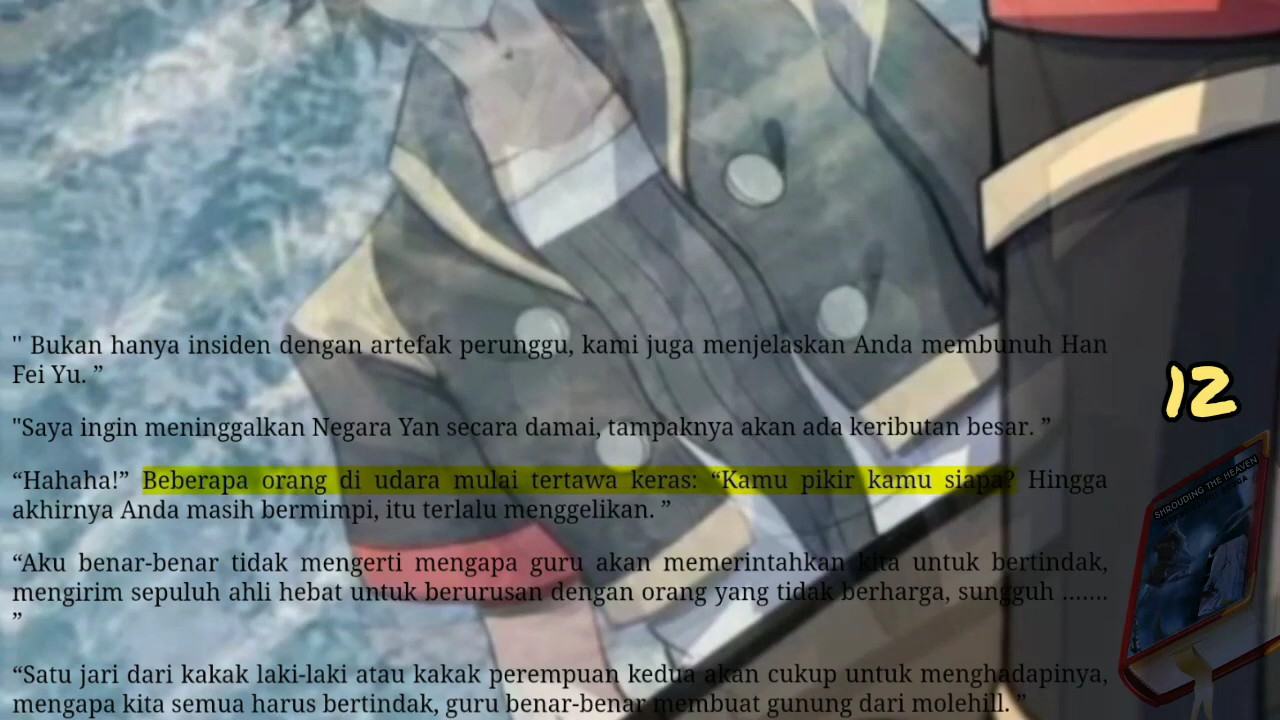 " Bukan hanya insiden dengan artefak perunggu, kami juga menjelaskan Anda membunuh Han
Fei Yu. ”
"Saya ingin meninggalkan Negara Yan secara damai, tampaknya akan ada keributan besar. ”
“Hahaha!” Beberapa orang di udara mulai tertawa keras: “Kamu pikir kamu siapa? Hingga
akhirnya Anda masih bermimpi, itu terlalu menggelikan. ”
“Aku benar-benar tidak mengerti mengapa guru akan memerintahkan kita untuk bertindak,
mengirim sepuluh ahli hebat untuk berurusan dengan orang yang tidak berharga, sungguh .......
”
“Satu jari dari kakak laki-laki atau kakak perempuan kedua akan cukup untuk menghadapinya,
mengapa kita semua harus bertindak, guru benar-benar membuat gunung dari molehill. ”
12
SHROUDING THE HEAVEN